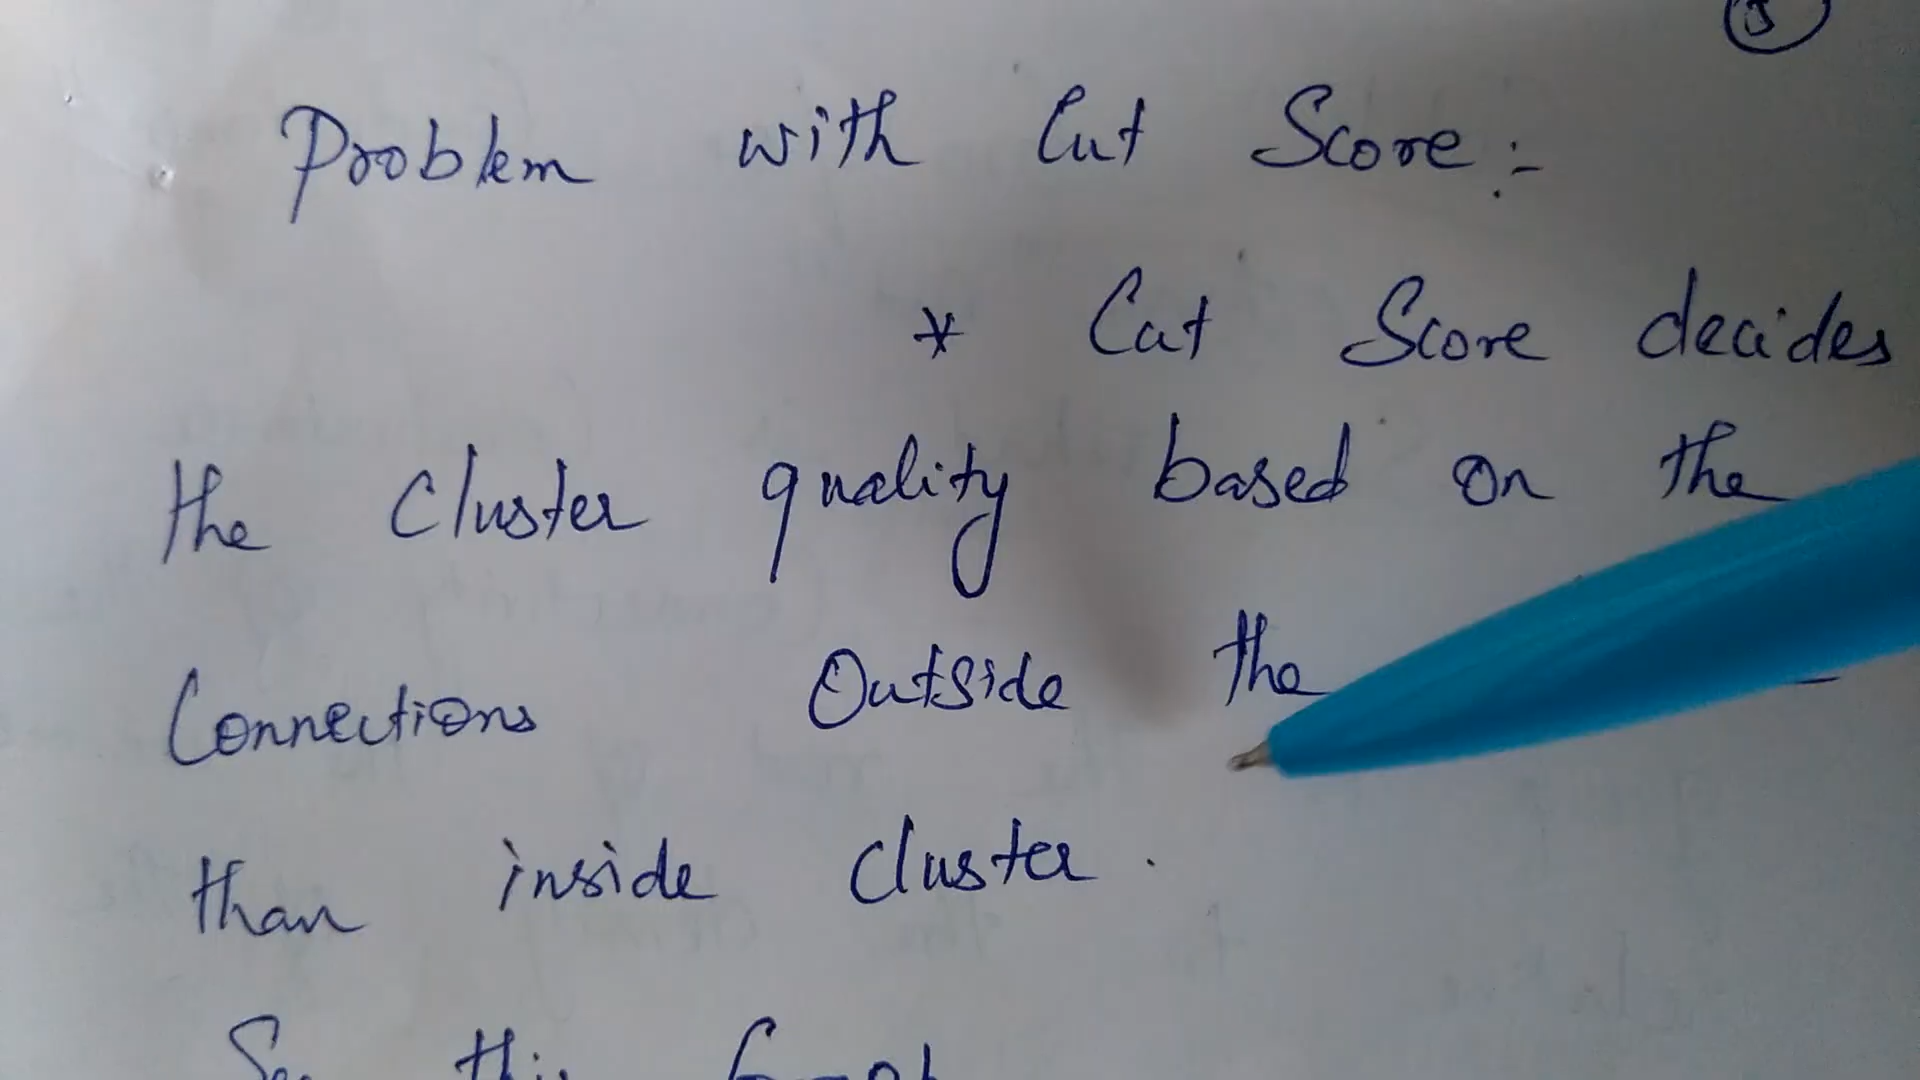 Problem with Cut Score :-
* Cut Score decides
the Cluster quality based on the
Connections Outside the
than inside Cluster .